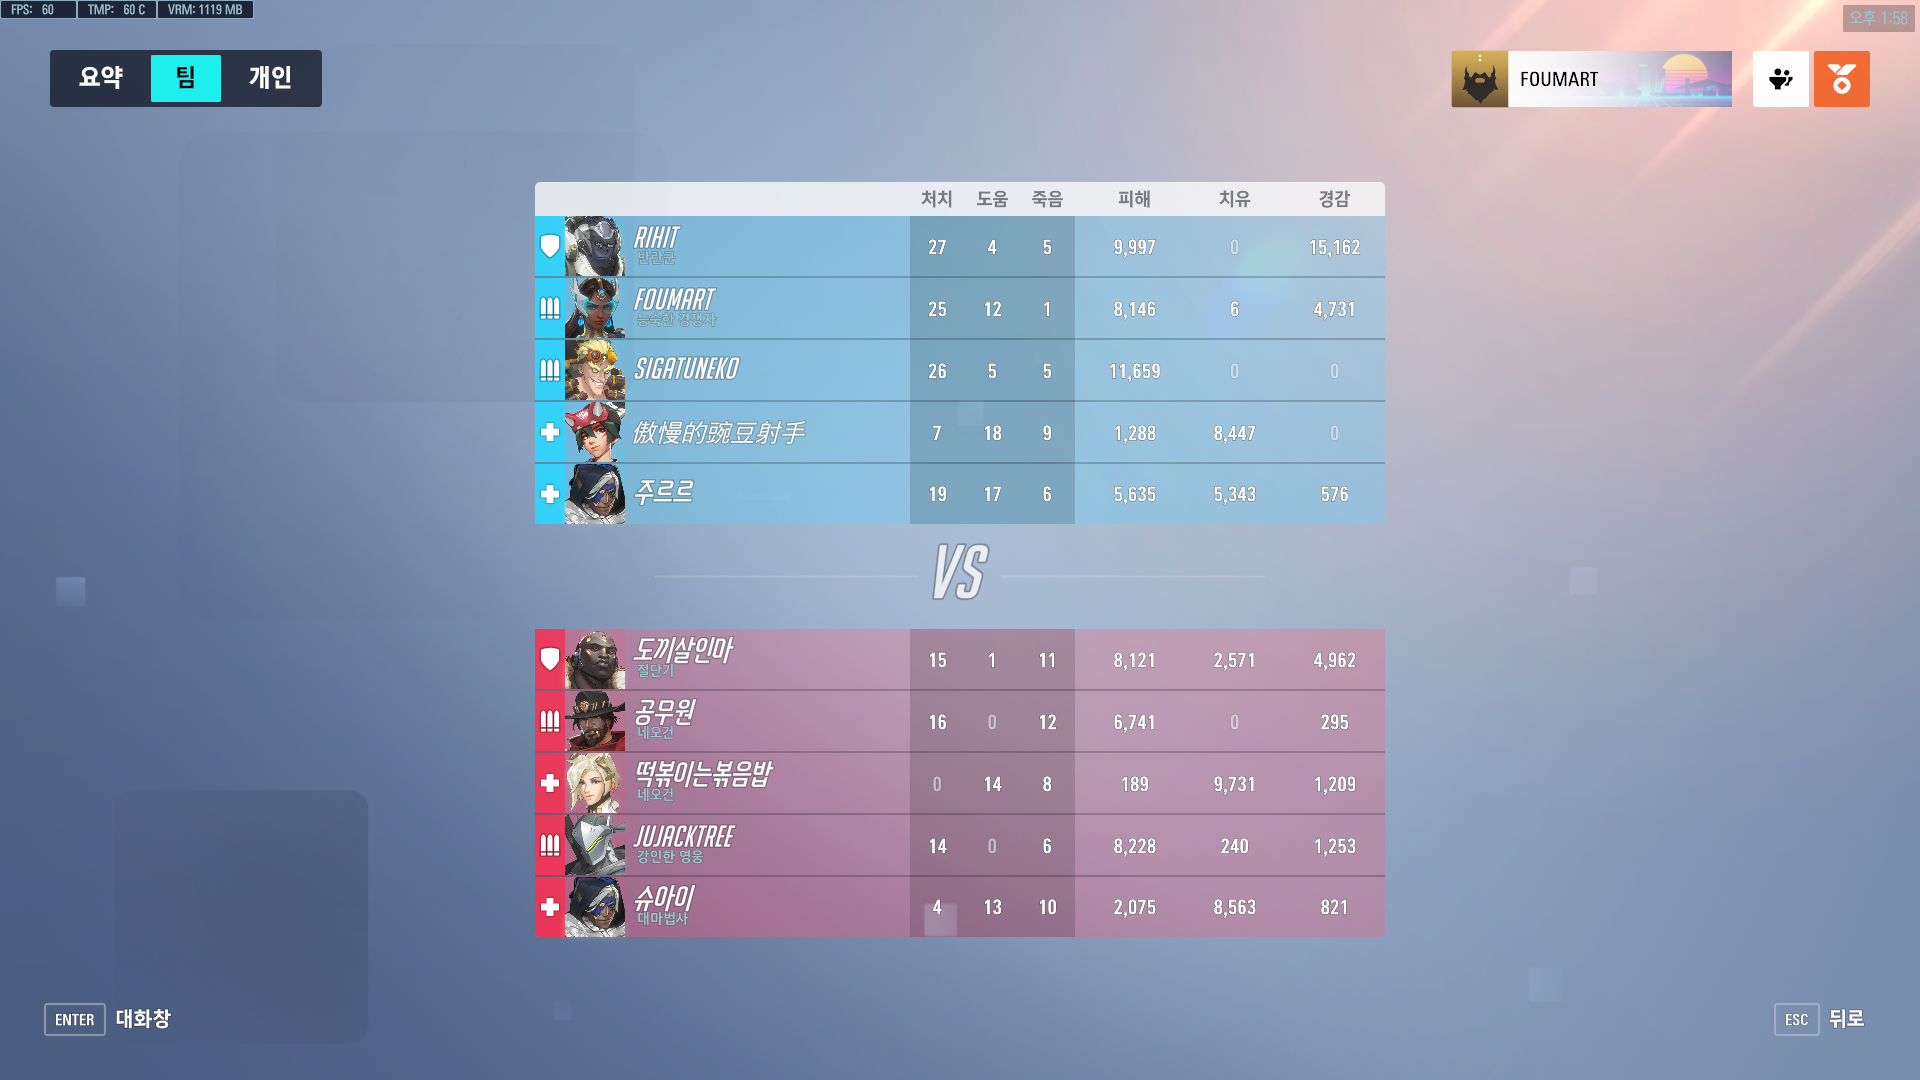 FPS: 60 TMP: 60 C VRM: 1119 MB
오후 1:58
요약 팀 개인
FOUMART
처치 도움 죽음 피해 치유 경감
RIHIT 27 4 5 9,997 0 15,162
반란군
FOUMART 25 12 1 8,146 6 4,731
능숙한 경쟁자
SIGATUNEKO 26 5 5 11,659 0 0
傲慢的豌豆射手 7 18 9 1,288 8,447 0
주르르 19 17 6 5,635 5,343 576
VS
도끼살인마 15 1 11 8,121 2,571 4,962
절단기
공무원 16 0 12 6,741 0 295
네오건
떡볶이는볶음밥 0 14 8 189 9,731 1,209
네오건
JUJACKTREE 14 0 6 8,228 240 1,253
강인한 영웅
슈아이 4 13 10 2,075 8,563 821
대마법사
ENTER 대화창
ESC 뒤로